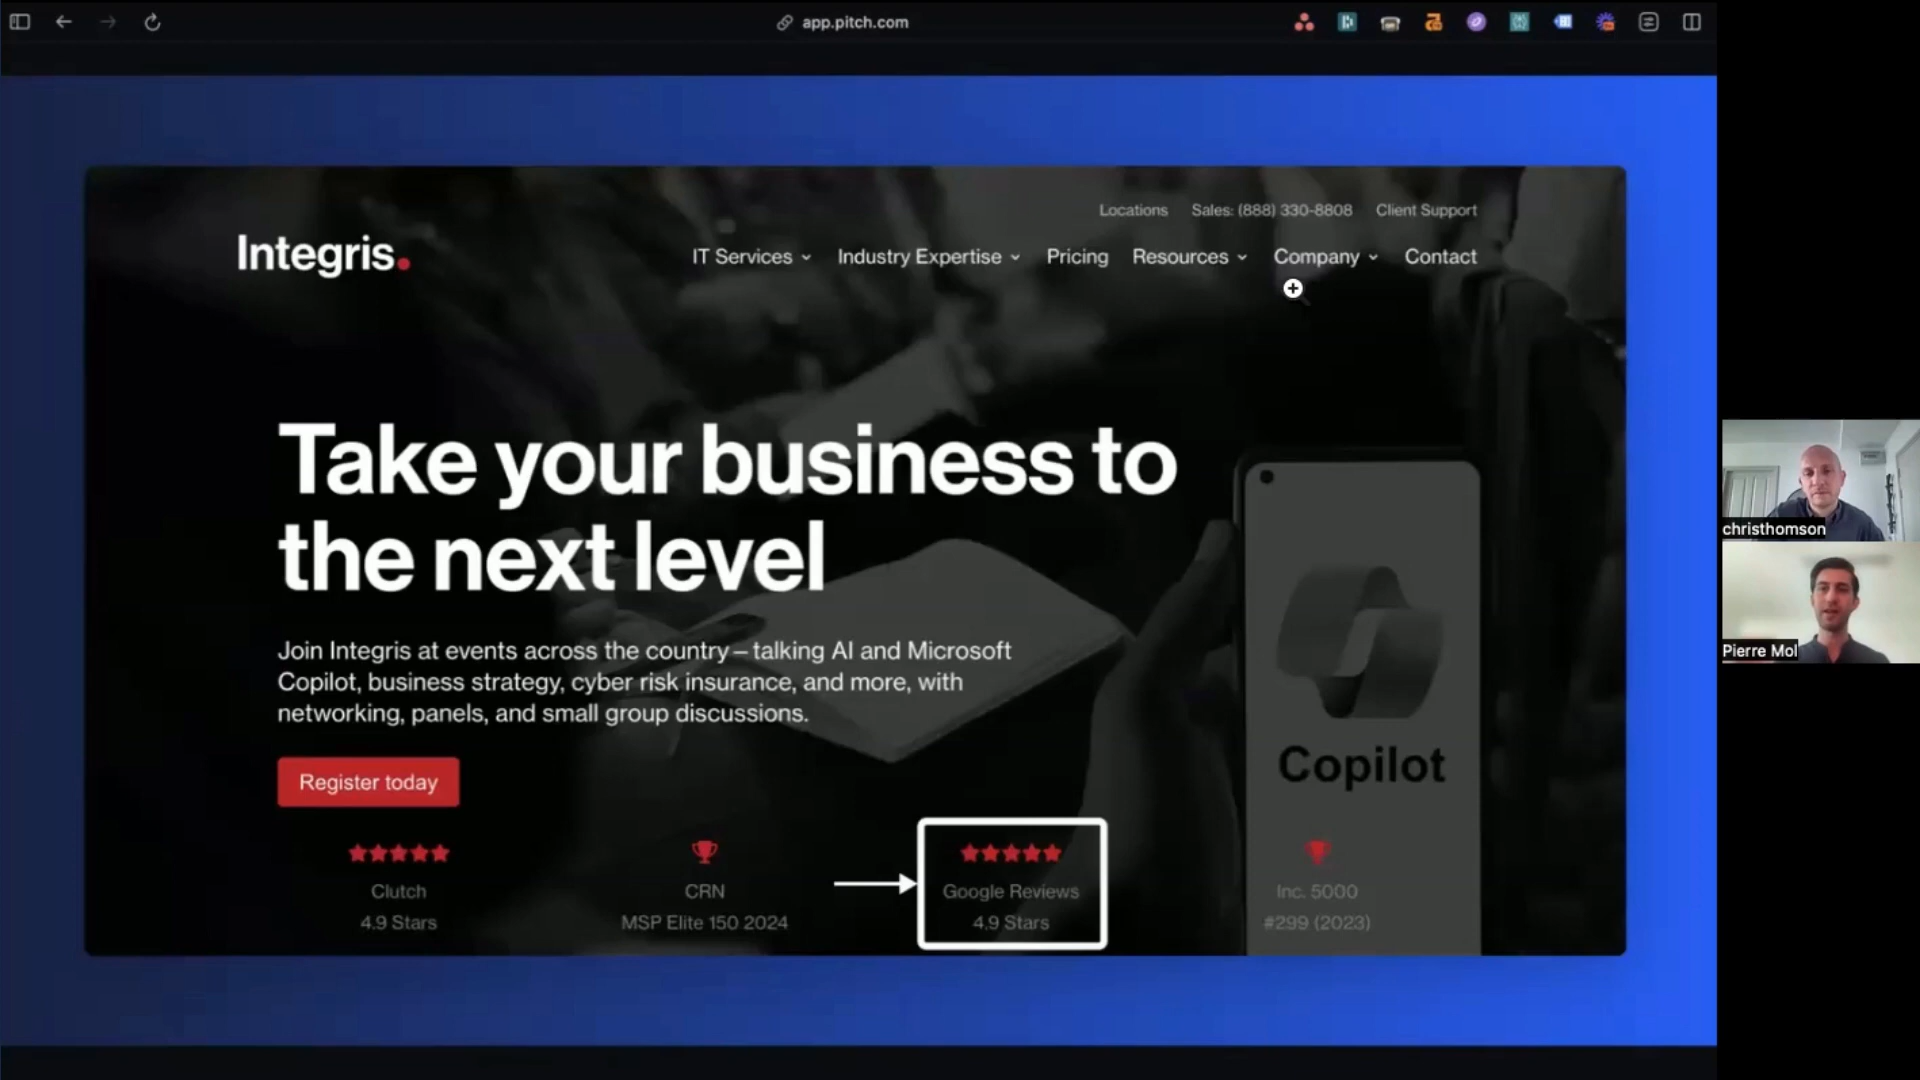 app.pitch.com
Locations Sales: (888) 330-8808 Client Support
Integris.
IT Services Industry Expertise Pricing Resources Company Contact
Take your business to
the next level
Join Integris at events across the country – talking AI and Microsoft
Copilot, business strategy, cyber risk insurance, and more, with
networking, panels, and small group discussions.
Register today
Copilot
Clutch
4.9 Stars
CRN
MSP Elite 150 2024
Google Reviews
4.9 Stars
Inc. 5000
#299 (2023)
christhomson
Pierre Mol